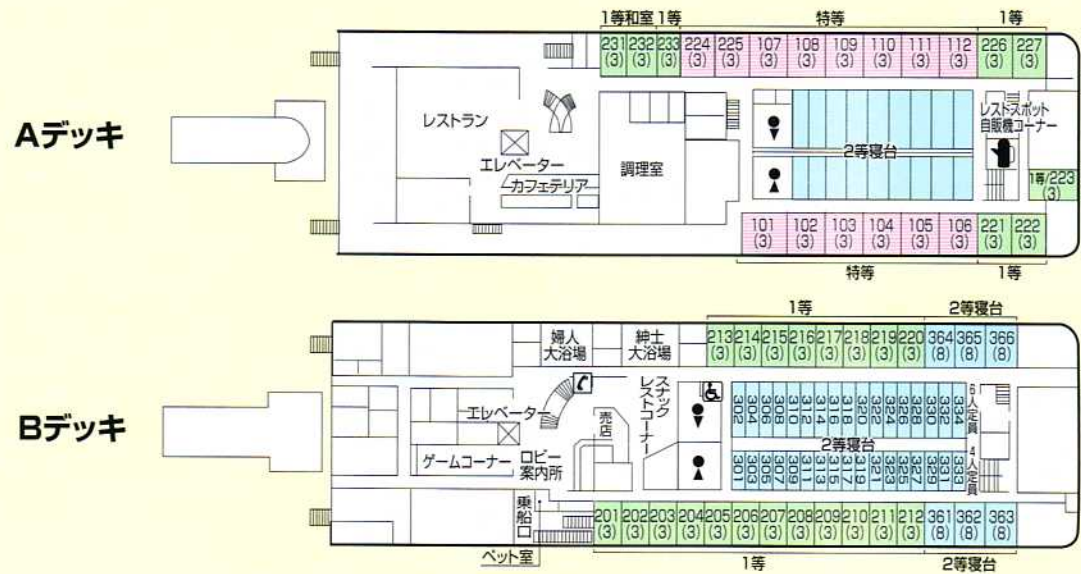 1等和室 1等 特等 1等
231 232 233 224 225 107 108 109 110 111 112 226 227
(3) (3) (3) (3) (3) (3) (3) (3) (3) (3) (3) (3) (3)
Aデッキ
レストラン
エレベーター
カフェテリア
調理室
2等寝台
レストスポット
自販機コーナー
1等/223
(3)
101 102 103 104 105 106 221 222
(3) (3) (3) (3) (3) (3) (3) (3)
特等 1等
1等 2等寝台
婦人
大浴場
紳士
大浴場
213 214 215 216 217 218 219 220 364 365 366
(3) (3) (3) (3) (3) (3) (3) (3) (8) (8) (8)
Bデッキ
エレベーター
ゲームコーナー
ロビー
案内所
売店
スナック
レストコーナー
302 304 306 308 310 312 314 316 318 320 322 324 326 328 330 332 334
6人定員
2等寝台
301 303 305 307 309 311 313 315 317 319 321 323 325 327 329 331 333
4人定員
乗船口
ペット室
201 202 203 204 205 206 207 208 209 210 211 212 361 362 363
(3) (3) (3) (3) (3) (3) (3) (3) (3) (3) (3) (3) (8) (8) (8)
1等 2等寝台